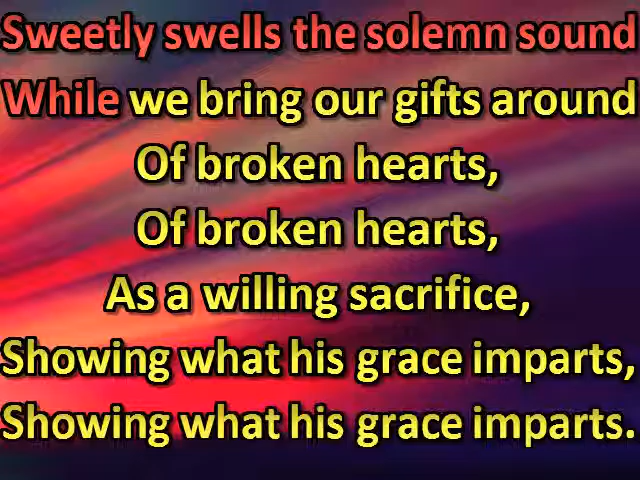 Sweetly swells the solemn sound
While we bring our gifts around
Of broken hearts,
Of broken hearts,
As a willing sacrifice,
Showing what his grace imparts,
Showing what his grace imparts.